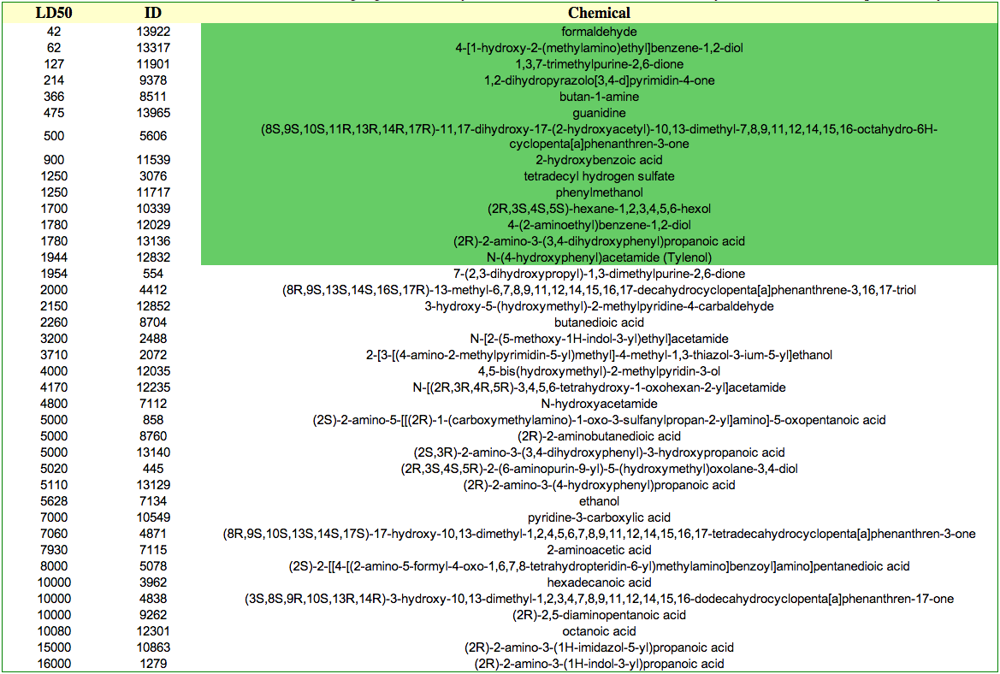 LD50 ID Chemical
42 13922 formaldehyde
62 13317 4-[1-hydroxy-2-(methylamino)ethyl]benzene-1,2-diol
127 11901 1,3,7-trimethylpurine-2,6-dione
214 9378 1,2-dihydropyrazolo[3,4-d]pyrimidin-4-one
366 8511 butan-1-amine
475 13965 guanidine
500 5606 (8S,9S,10S,11R,13R,14R,17R)-11,17-dihydroxy-17-(2-hydroxyacetyl)-10,13-dimethyl-7,8,9,11,12,14,15,16-octahydro-6H-
cyclopenta[a]phenanthren-3-one
900 11539 2-hydroxybenzoic acid
1250 3076 tetradecyl hydrogen sulfate
1250 11717 phenylmethanol
1700 10339 (2R,3S,4S,5S)-hexane-1,2,3,4,5,6-hexol
1780 12029 4-(2-aminoethyl)benzene-1,2-diol
1780 13136 (2R)-2-amino-3-(3,4-dihydroxyphenyl)propanoic acid
1944 12832 N-(4-hydroxyphenyl)acetamide (Tylenol)
1954 554 7-(2,3-dihydroxypropyl)-1,3-dimethylpurine-2,6-dione
2000 4412 (8R,9S,13S,14S,16S,17R)-13-methyl-6,7,8,9,11,12,14,15,16,17-decahydrocyclopenta[a]phenanthrene-3,16,17-triol
2150 12852 3-hydroxy-5-(hydroxymethyl)-2-methylpyridine-4-carbaldehyde
2260 8704 butanedioic acid
3200 2488 N-[2-(5-methoxy-1H-indol-3-yl)ethyl]acetamide
3710 2072 2-[3-[(4-amino-2-methylpyrimidin-5-yl)methyl]-4-methyl-1,3-thiazol-3-ium-5-yl]ethanol
4000 12035 4,5-bis(hydroxymethyl)-2-methylpyridin-3-ol
4170 12235 N-[(2R,3R,4R,5R)-3,4,5,6-tetrahydroxy-1-oxohexan-2-yl]acetamide
4800 7112 N-hydroxyacetamide
5000 858 (2S)-2-amino-5-[[(2R)-1-(carboxymethylamino)-1-oxo-3-sulfanylpropan-2-yl]amino]-5-oxopentanoic acid
5000 8760 (2R)-2-aminobutanedioic acid
5000 13140 (2S,3R)-2-amino-3-(3,4-dihydroxyphenyl)-3-hydroxypropanoic acid
5020 445 (2R,3S,4S,5R)-2-(6-aminopurin-9-yl)-5-(hydroxymethyl)oxolane-3,4-diol
5110 13129 (2R)-2-amino-3-(4-hydroxyphenyl)propanoic acid
5628 7134 ethanol
7000 10549 pyridine-3-carboxylic acid
7060 4871 (8R,9S,10S,13S,14S,17S)-17-hydroxy-10,13-dimethyl-1,2,4,5,6,7,8,9,11,12,14,15,16,17-tetradecahydrocyclopenta[a]phenanthren-3-one
7930 7115 2-aminoacetic acid
8000 5078 (2S)-2-[[4-[(2-amino-5-formyl-4-oxo-1,6,7,8-tetrahydropteridin-6-yl)methylamino]benzoyl]amino]pentanedioic acid
10000 3962 hexadecanoic acid
10000 4838 (3S,8S,9R,10S,13R,14R)-3-hydroxy-10,13-dimethyl-1,2,3,4,7,8,9,11,12,14,15,16-dodecahydrocyclopenta[a]phenanthren-17-one
10000 9262 (2R)-2,5-diaminopentanoic acid
10080 12301 octanoic acid
15000 10863 (2R)-2-amino-3-(1H-imidazol-5-yl)propanoic acid
16000 1279 (2R)-2-amino-3-(1H-indol-3-yl)propanoic acid